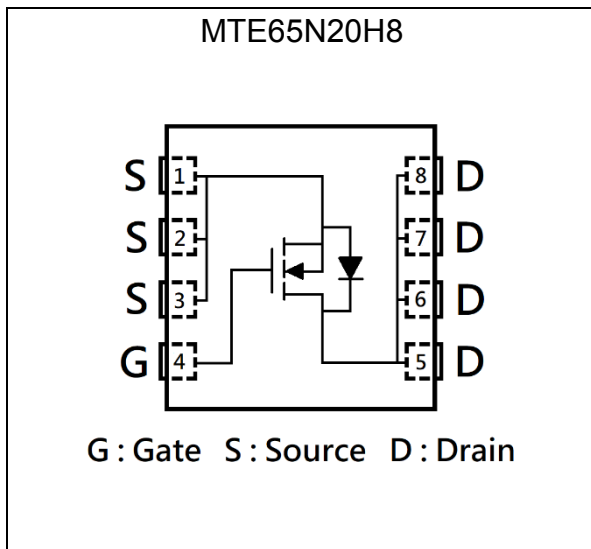 MTE65N20H8
S 1 8 D
S 2 7 D
S 3 6 D
G 4 5 D
G : Gate S : Source D : Drain